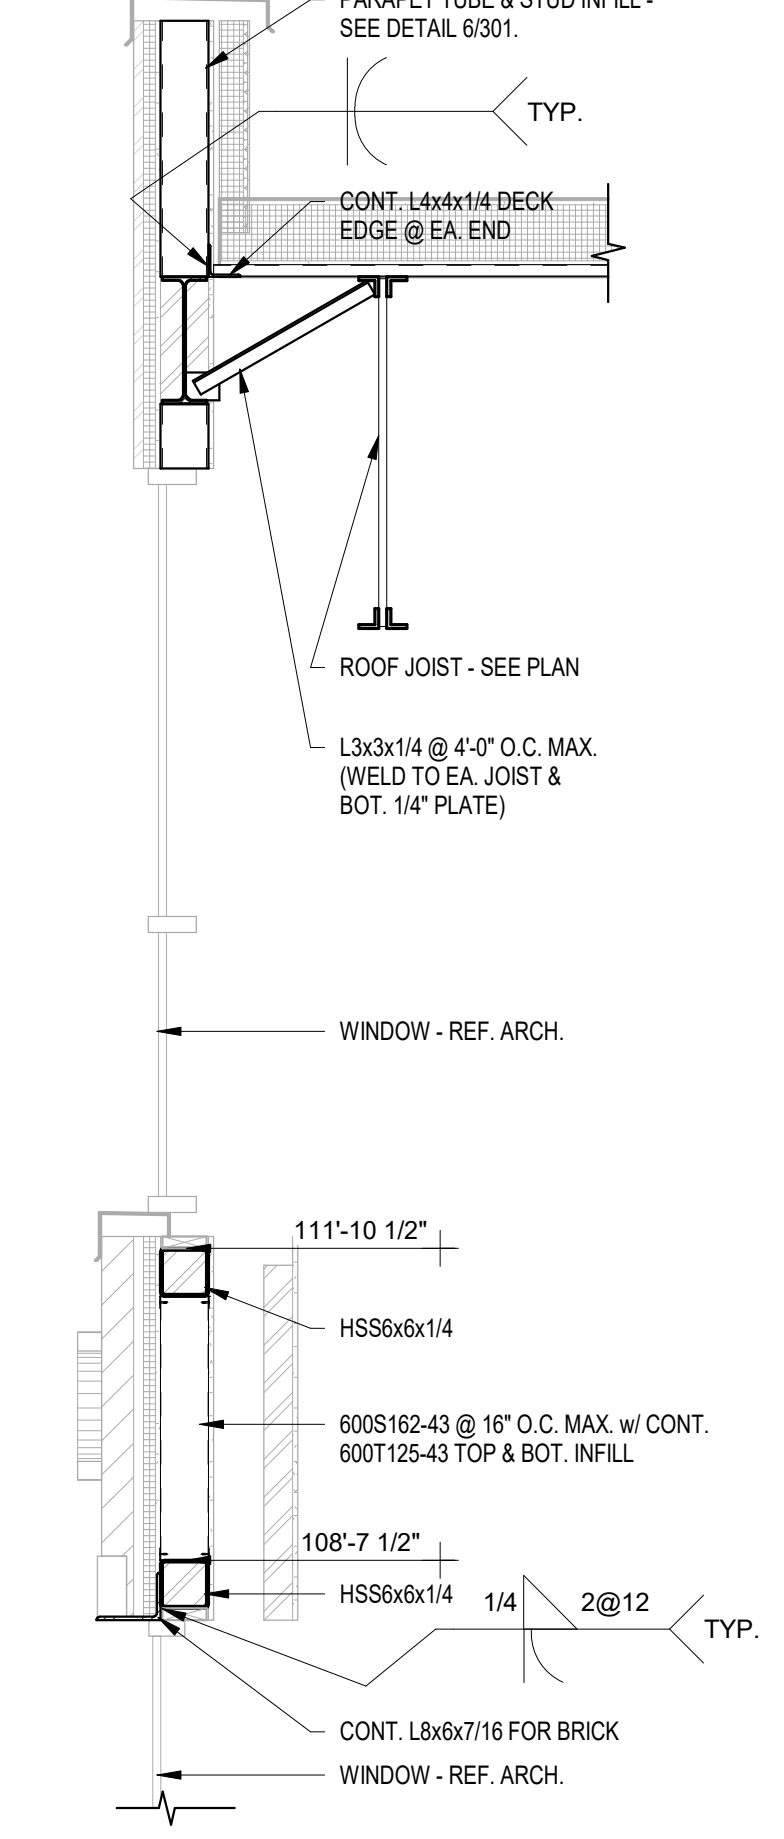 PARAPET TUBE & STUD INFILL -
SEE DETAIL 6/301.
TYP.
CONT. L4x4x1/4 DECK
EDGE @ EA. END
ROOF JOIST - SEE PLAN
L3x3x1/4 @ 4'-0" O.C. MAX.
(WELD TO EA. JOIST &
BOT. 1/4" PLATE)
WINDOW - REF. ARCH.
111'-10 1/2"
HSS6x6x1/4
600S162-43 @ 16" O.C. MAX. w/ CONT.
600T125-43 TOP & BOT. INFILL
108'-7 1/2"
HSS6x6x1/4
1/4 2@12
TYP.
CONT. L8x6x7/16 FOR BRICK
WINDOW - REF. ARCH.